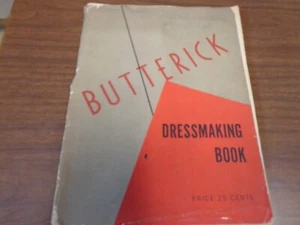 BUTTERICK
DRESSMAKING
BOOK
PRICE 25 CENTS